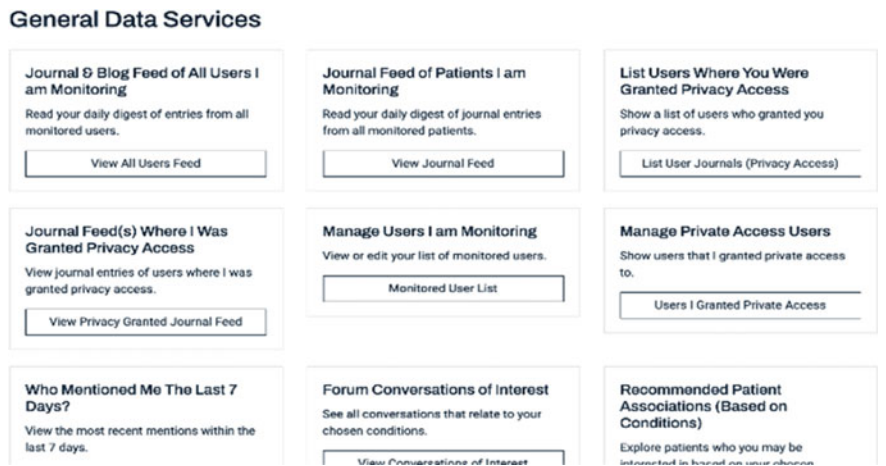 General Data Services
Journal & Blog Feed of All Users I
am Monitoring
Read your daily digest of entries from all
monitored users.
View All Users Feed
Journal Feed of Patients I am
Monitoring
Read your daily digest of journal entries
from all monitored patients.
View Journal Feed
List Users Where You Were
Granted Privacy Access
Show a list of users who granted you
privacy access.
List User Journals (Privacy Access)
Journal Feed(s) Where I Was
Granted Privacy Access
View journal entries of users where I was
granted privacy access.
View Privacy Granted Journal Feed
Manage Users I am Monitoring
View or edit your list of monitored users.
Monitored User List
Manage Private Access Users
Show users that I granted private access
to.
Users I Granted Private Access
Who Mentioned Me The Last 7
Days?
View the most recent mentions within the
last 7 days.
Forum Conversations of Interest
See all conversations that relate to your
chosen conditions.
View Conversations of Interest
Recommended Patient
Associations (Based on
Conditions)
Explore patients who you may be
interested in based on your chosen